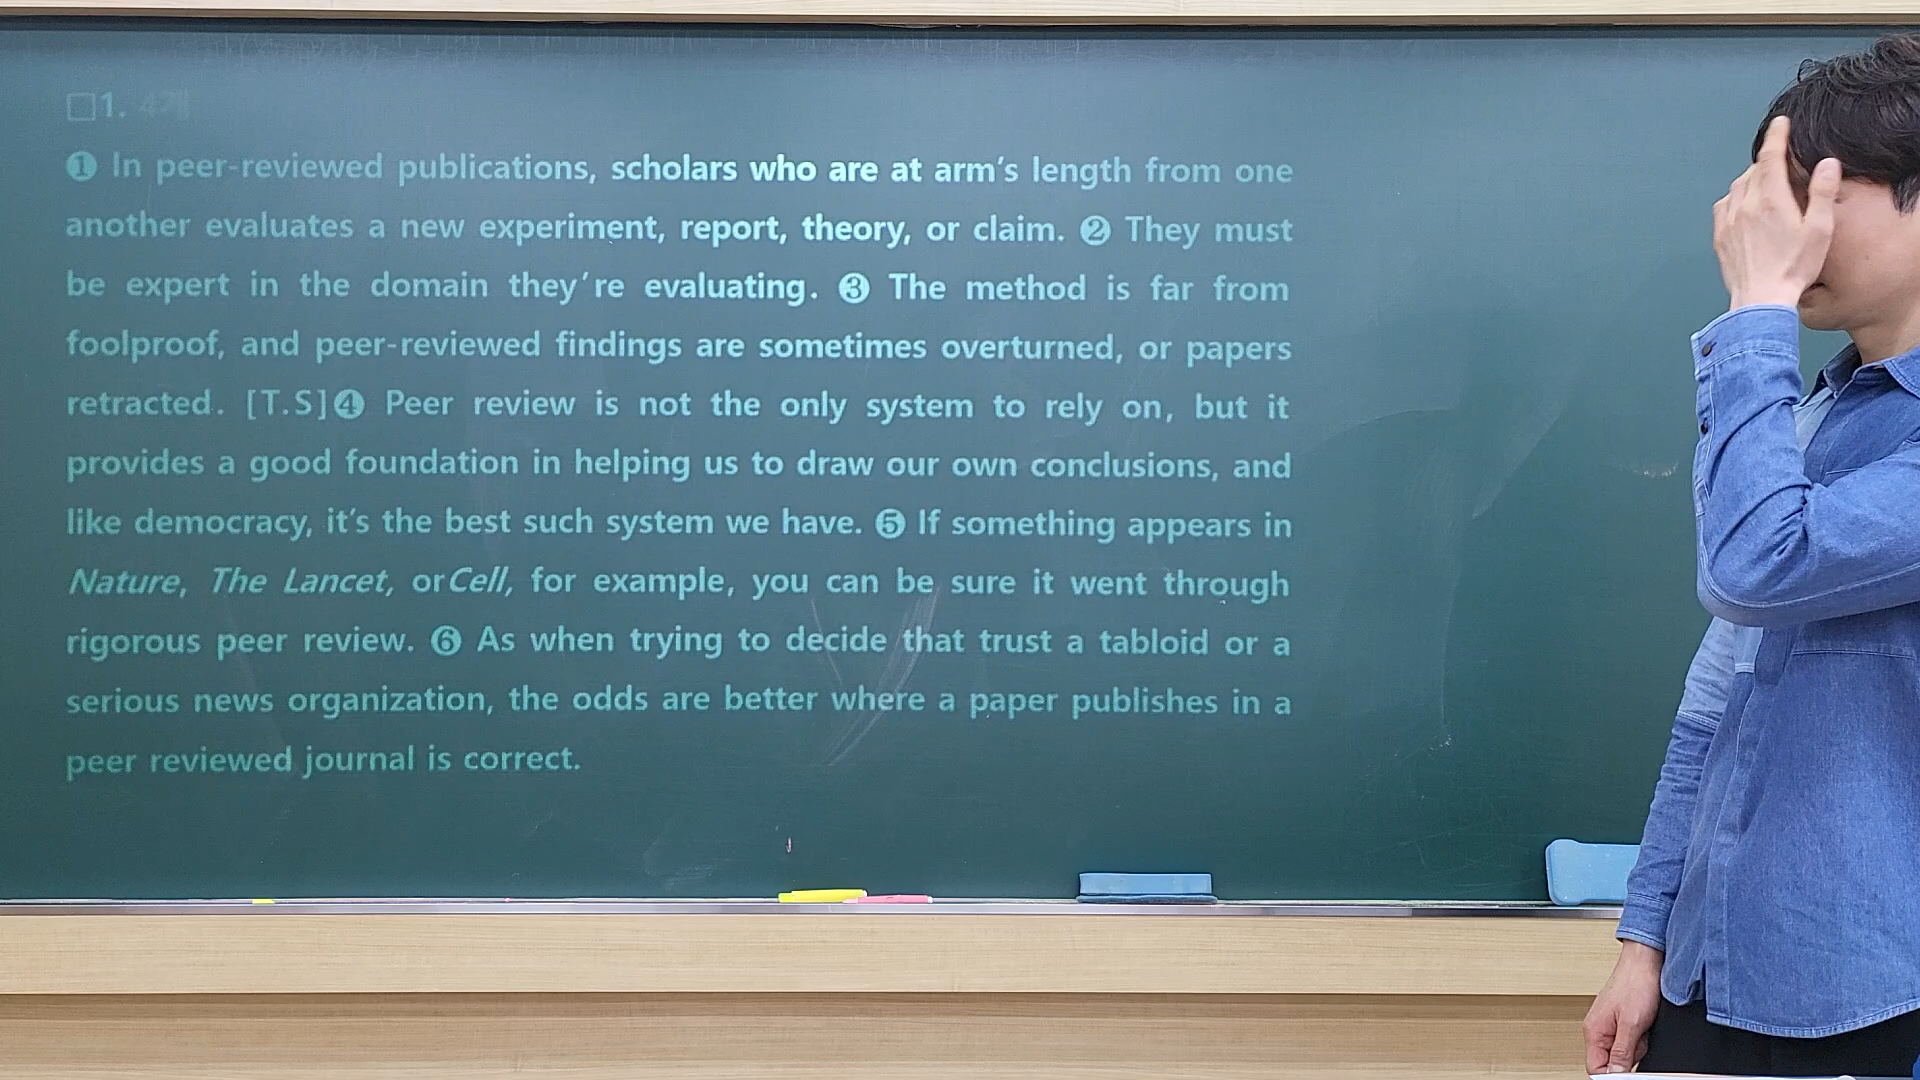 □1. 4개
❶ In peer-reviewed publications, scholars who are at arm's length from one
another evaluates a new experiment, report, theory, or claim. ❷ They must
be expert in the domain they're evaluating. ❸ The method is far from
foolproof, and peer-reviewed findings are sometimes overturned, or papers
retracted. [T.S]❹ Peer review is not the only system to rely on, but it
provides a good foundation in helping us to draw our own conclusions, and
like democracy, it's the best such system we have. ❺ If something appears in
Nature, The Lancet, or Cell, for example, you can be sure it went through
rigorous peer review. ❻ As when trying to decide that trust a tabloid or a
serious news organization, the odds are better where a paper publishes in a
peer reviewed journal is correct.